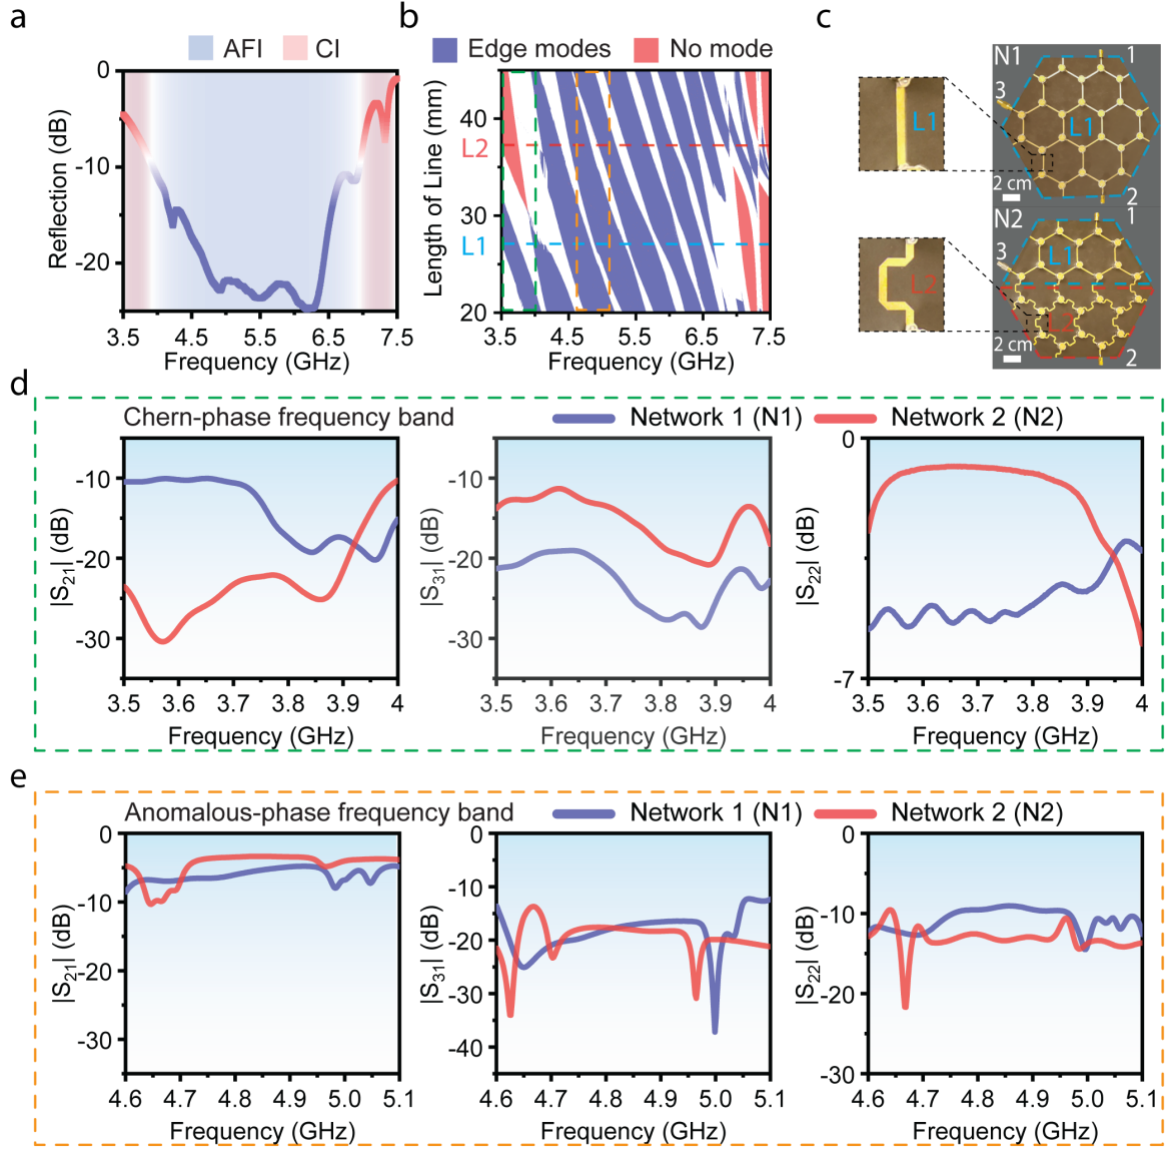 a
AFI CI
0
-10
-20
Reflection (dB)
3.5 4.5 5.5 6.5 7.5
Frequency (GHz)
b
Edge modes No mode
40
L2
30
L1
20
Length of Line (mm)
3.5 4.5 5.5 6.5 7.5
Frequency (GHz)
c
L1
L2
N1
1
3
L1
2 cm
2
N2
1
3
L1
L2
2 cm
2
d
Chern-phase frequency band Network 1 (N1) Network 2 (N2)
-10
-20
-30
|S21| (dB)
3.5 3.6 3.7 3.8 3.9 4
Frequency (GHz)
-10
-20
-30
|S31| (dB)
3.5 3.6 3.7 3.8 3.9 4
Frequency (GHz)
0
-7
|S22| (dB)
3.5 3.6 3.7 3.8 3.9 4
Frequency (GHz)
e
Anomalous-phase frequency band Network 1 (N1) Network 2 (N2)
0
-10
-20
-30
|S21| (dB)
4.6 4.7 4.8 4.9 5.0 5.1
Frequency (GHz)
0
-10
-20
-30
-40
|S31| (dB)
4.6 4.7 4.8 4.9 5.0 5.1
Frequency (GHz)
0
-10
-20
-30
|S22| (dB)
4.6 4.7 4.8 4.9 5.0 5.1
Frequency (GHz)